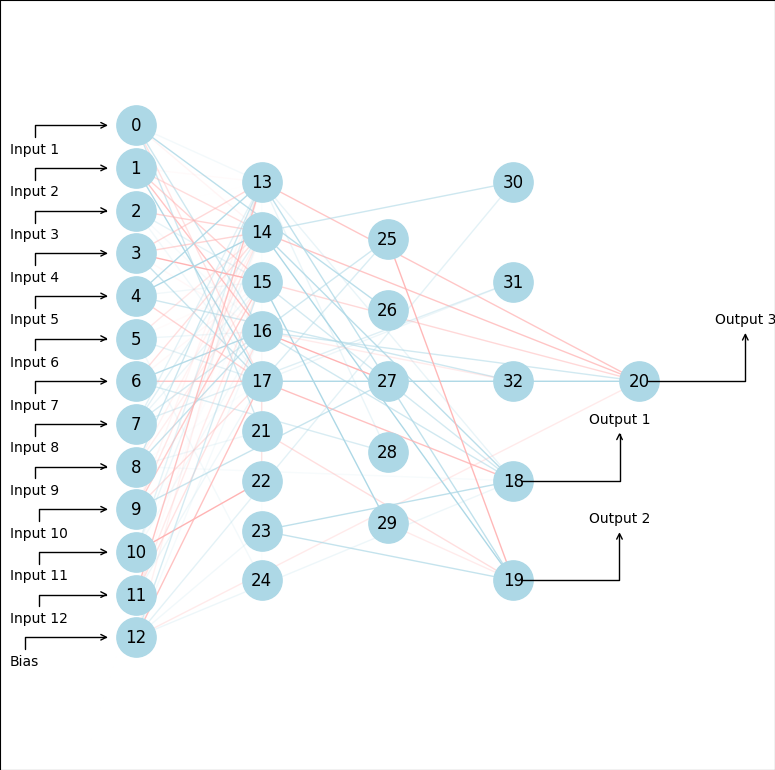 0
Input 1
1
Input 2
2
Input 3
3
Input 4
4
Input 5
5
Input 6
6
Input 7
7
Input 8
8
Input 9
9
Input 10
10
Input 11
11
Input 12
12
Bias
13
14
15
16
17
21
22
23
24
25
26
27
28
29
30
31
32
18
19
20
Output 3
Output 1
Output 2